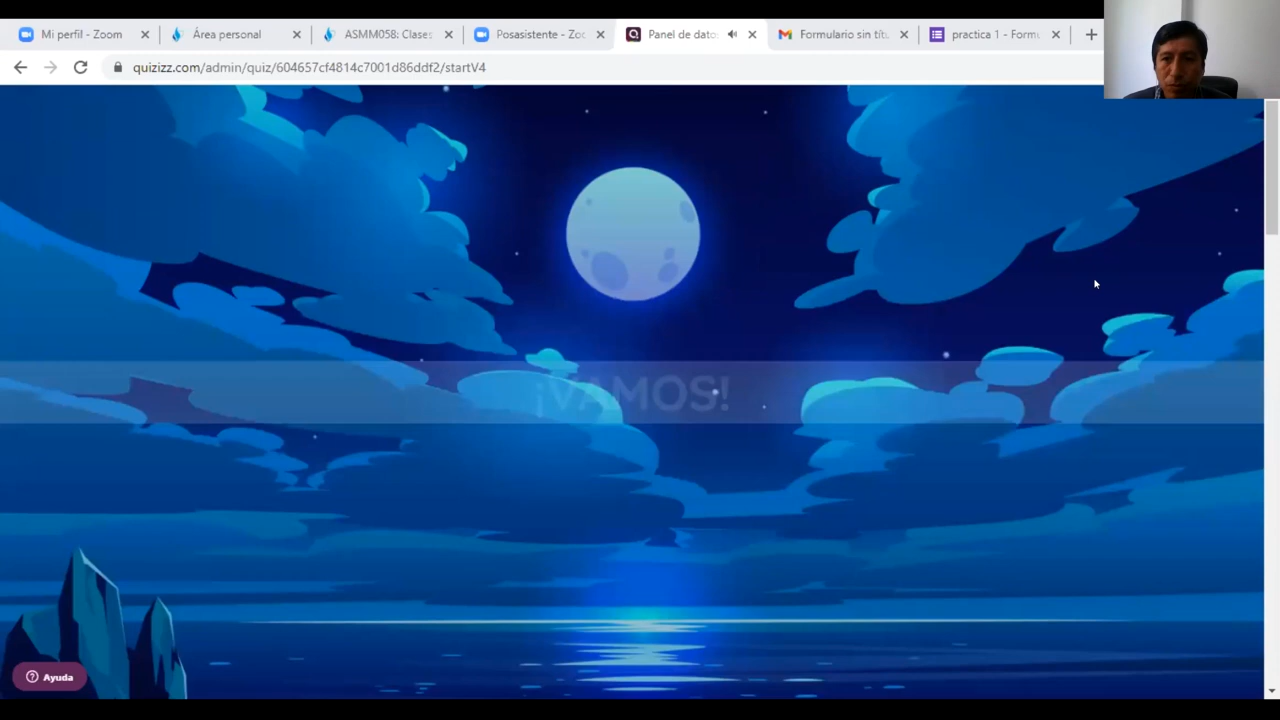 Mi perfil - Zoom
Área personal
ASMM058: Clases
Posasistente - Zoo
Panel de dato
Formulario sin títu
practica 1 - Formu
quizizz.com/admin/quiz/604657cf4814c7001d86ddf2/startV4
¡VAMOS!
Ayuda